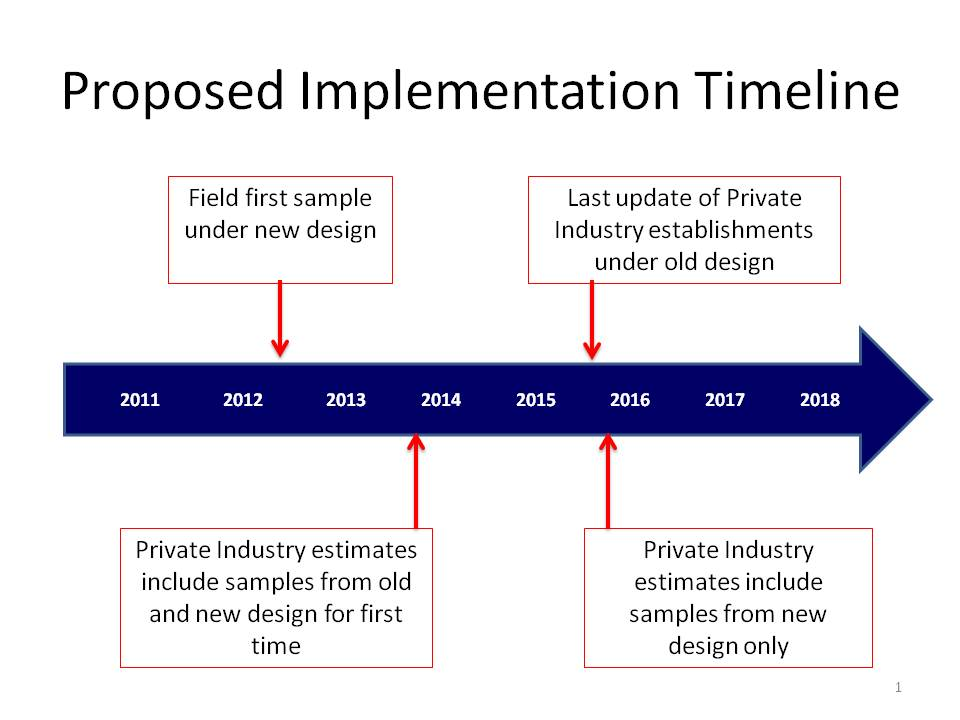 Proposed Implementation Timeline
Field first sample
under new design
Last update of Private
Industry establishments
under old design
2011 2012 2013 2014 2015 2016 2017 2018
Private Industry estimates
include samples from old
and new design for first
time
Private Industry
estimates include
samples from new
design only
1